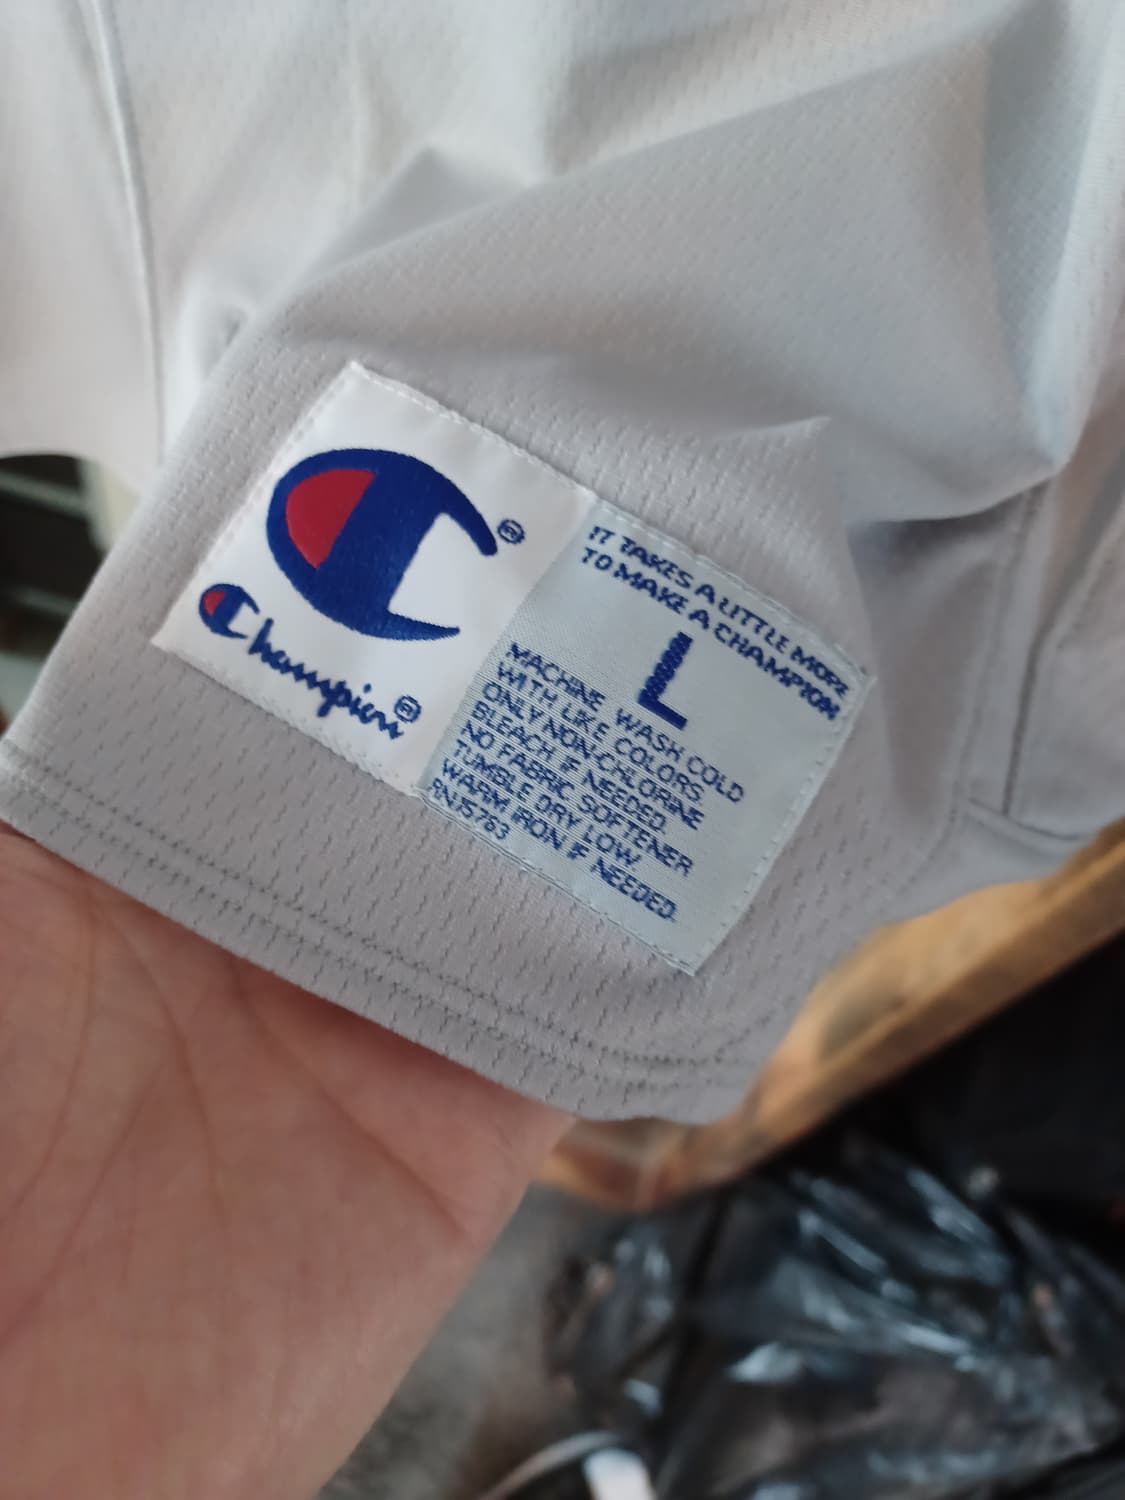 ®
Champion®
IT TAKES A LITTLE MORE
TO MAKE A CHAMPION®
L
MACHINE WASH COLD
WITH LIKE COLORS.
ONLY NON-CHLORINE
BLEACH IF NEEDED.
NO FABRIC SOFTENER
TUMBLE DRY LOW.
WARM IRON IF NEEDED.
RN15763